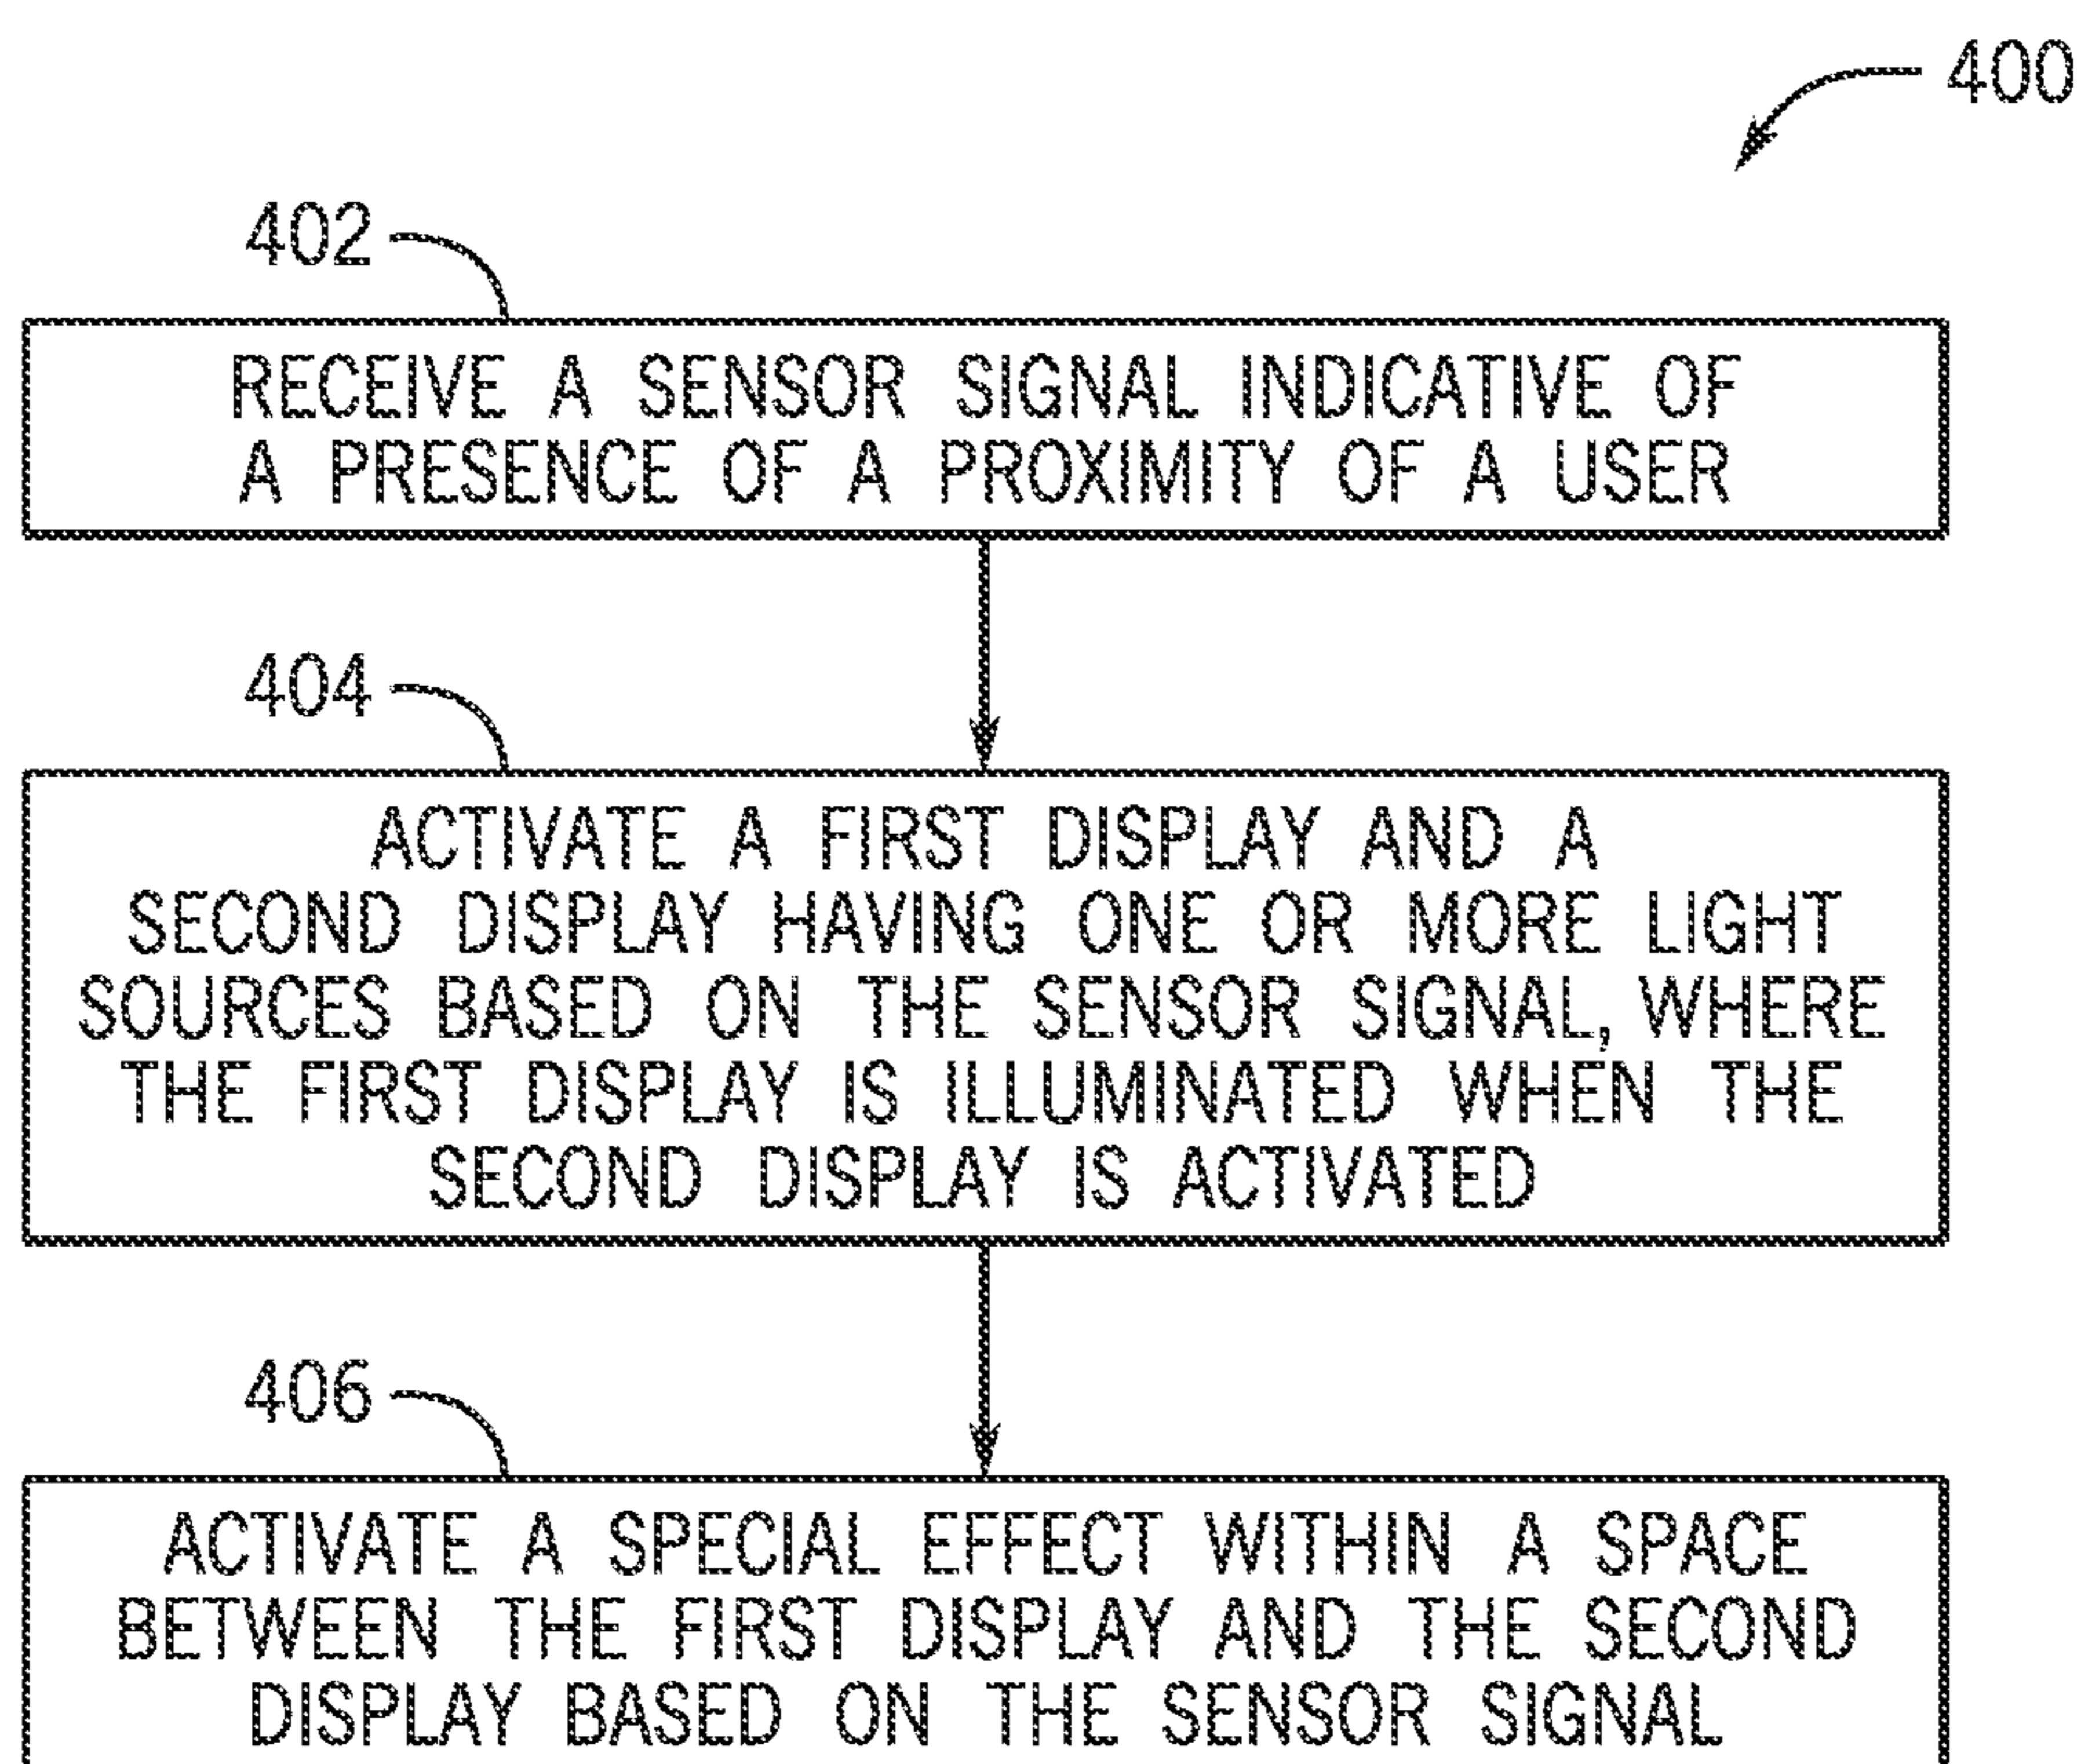 400
402
RECEIVE A SENSOR SIGNAL INDICATIVE OF
A PRESENCE OF A PROXIMITY OF A USER
404
ACTIVATE A FIRST DISPLAY AND A
SECOND DISPLAY HAVING ONE OR MORE LIGHT
SOURCES BASED ON THE SENSOR SIGNAL, WHERE
THE FIRST DISPLAY IS ILLUMINATED WHEN THE
SECOND DISPLAY IS ACTIVATED
406
ACTIVATE A SPECIAL EFFECT WITHIN A SPACE
BETWEEN THE FIRST DISPLAY AND THE SECOND
DISPLAY BASED ON THE SENSOR SIGNAL